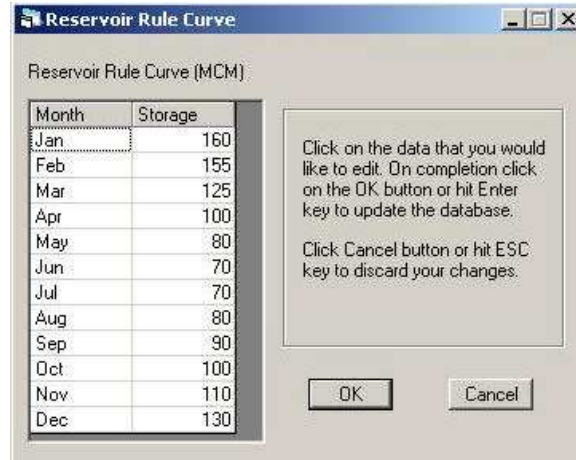 Reservoir Rule Curve
Reservoir Rule Curve (MCM)
Month Storage
Jan 160
Feb 155
Mar 125
Apr 100
May 80
Jun 70
Jul 70
Aug 80
Sep 90
Oct 100
Nov 110
Dec 130
Click on the data that you would
like to edit. On completion click
on the OK button or hit Enter
key to update the database.
Click Cancel button or hit ESC
key to discard your changes.
OK Cancel